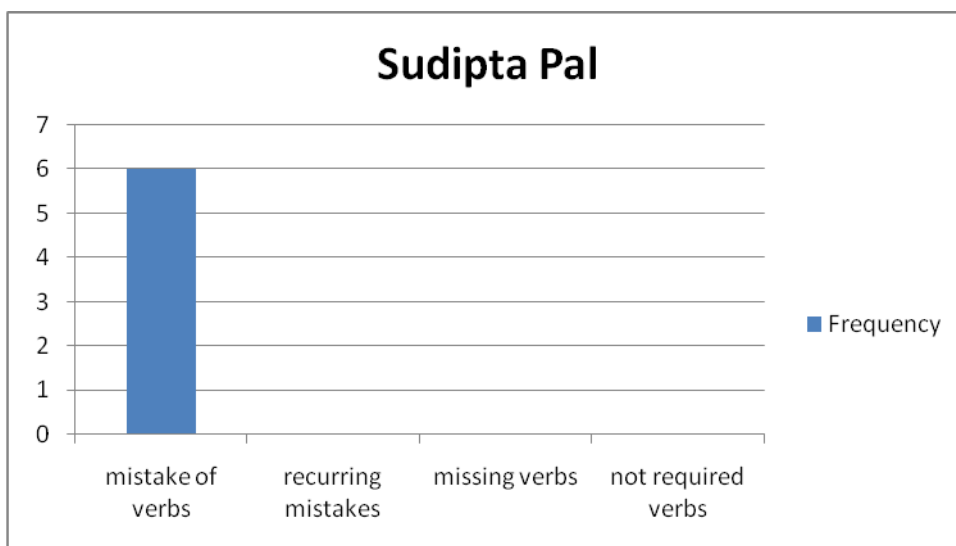 Sudipta Pal
7
6
5
4
3
2
1
0
mistake of verbs
recurring mistakes
missing verbs
not required verbs
Frequency